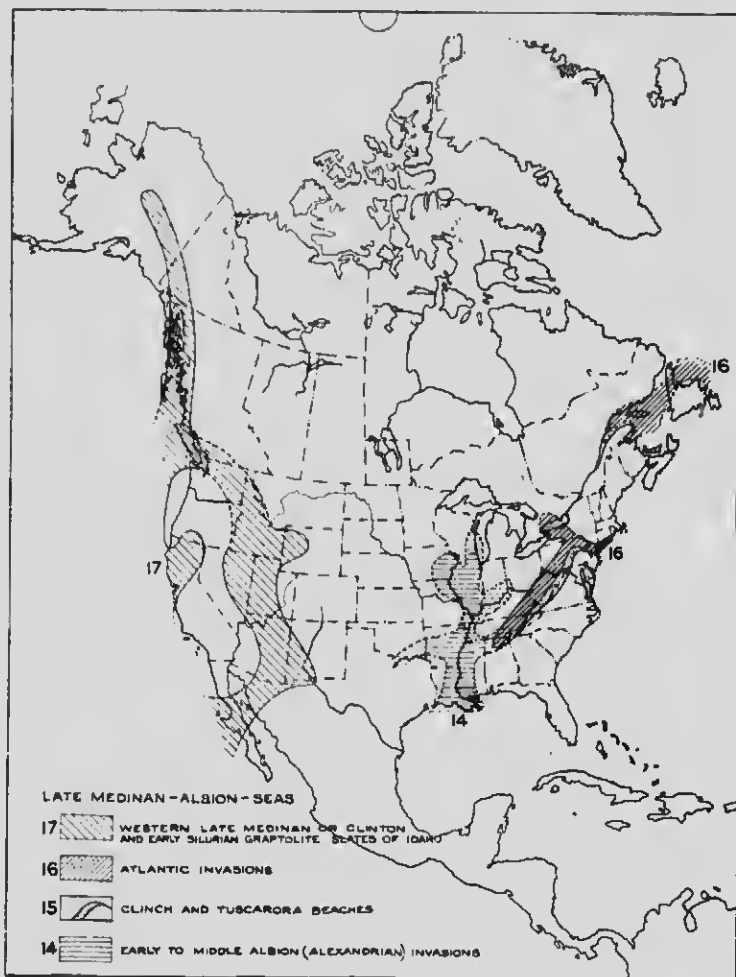 16
17
16
14
LATE MEDINAN-ALBION-SEAS
17 WESTERN LATE MEDINAN OR CLINTON
AND EARLY SILURIAN GRAPTOLITE SLATES OF IDAHO
16 ATLANTIC INVASIONS
15 CLINCH AND TUSCARORA BEACHES
14 EARLY TO MIDDLE ALBION (ALEXANDRIAN) INVASIONS